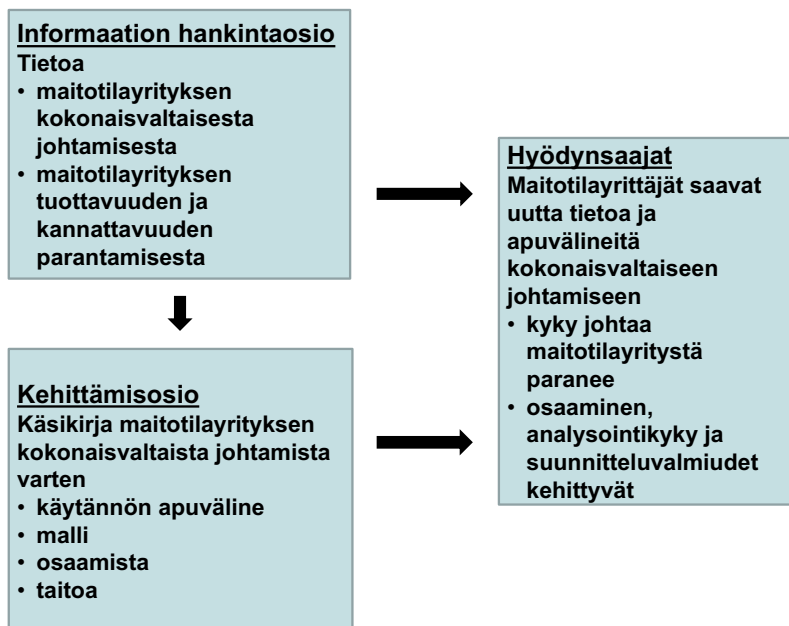 Informaation hankintaosio
Tietoa
• maitotilayrityksen
kokonaisvaltaisesta
johtamisesta
• maitotilayrityksen
tuottavuuden ja
kannattavuuden
parantamisesta
Kehittämisosio
Käsikirja maitotilayrityksen
kokonaisvaltaista johtamista
varten
• käytännön apuväline
• malli
• osaamista
• taitoa
Hyödynsaajat
Maitotilayrittäjät saavat
uutta tietoa ja
apuvälineitä
kokonaisvaltaiseen
johtamiseen
• kyky johtaa
maitotilayritystä
paranee
• osaaminen,
analysointikyky ja
suunnitteluvalmiudet
kehittyvät